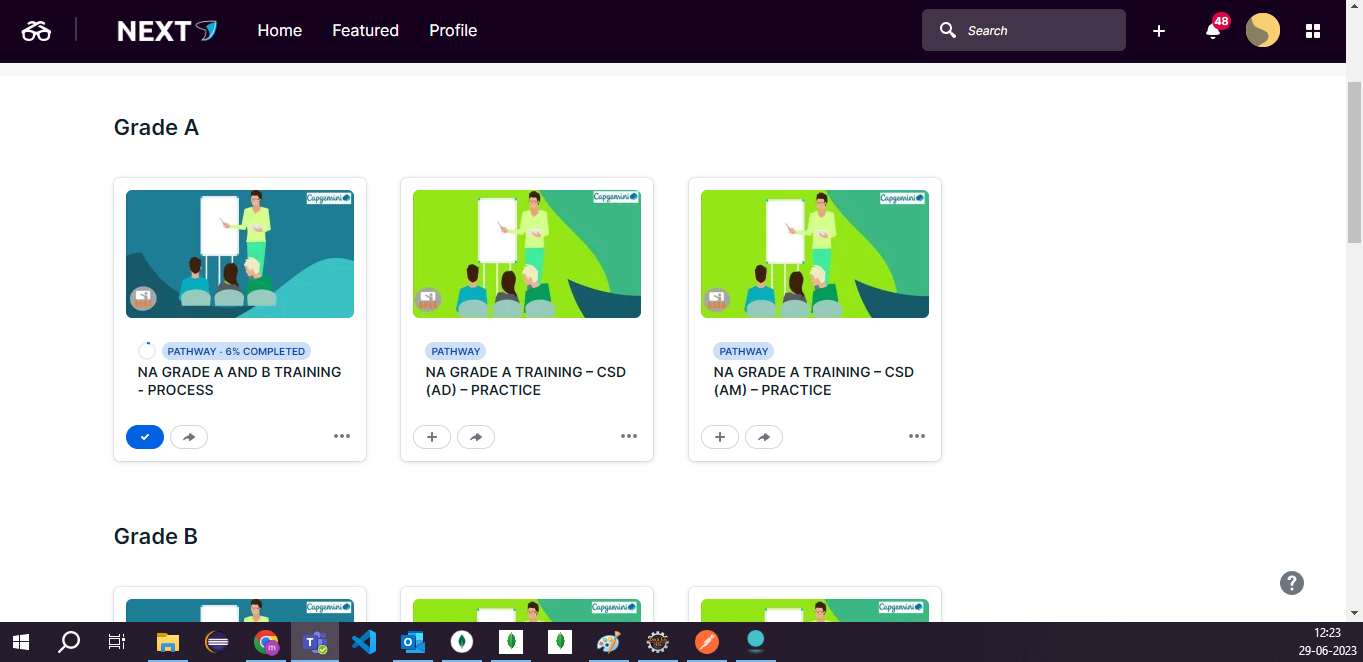 NEXT
Home
Featured
Profile
Search
48
Grade A
Capgemini
Capgemini
Capgemini
PATHWAY · 6% COMPLETED
NA GRADE A AND B TRAINING
- PROCESS
PATHWAY
NA GRADE A TRAINING – CSD
(AD) – PRACTICE
PATHWAY
NA GRADE A TRAINING – CSD
(AM) – PRACTICE
Grade B
Capgemini
Capgemini
Capgemini
?
m
T
O
12:23
29-06-2023